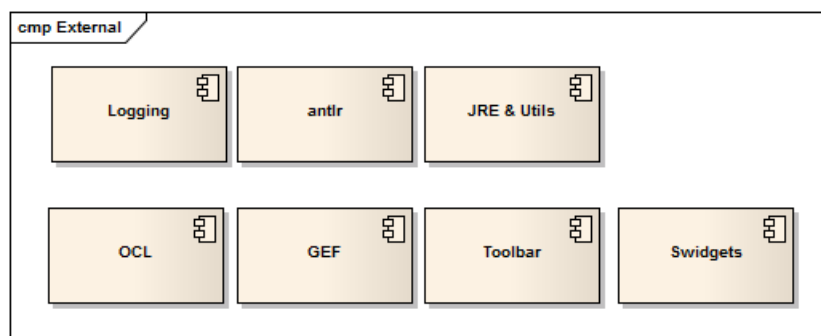 cmp External
Logging
antlr
JRE & Utils
OCL
GEF
Toolbar
Swidgets